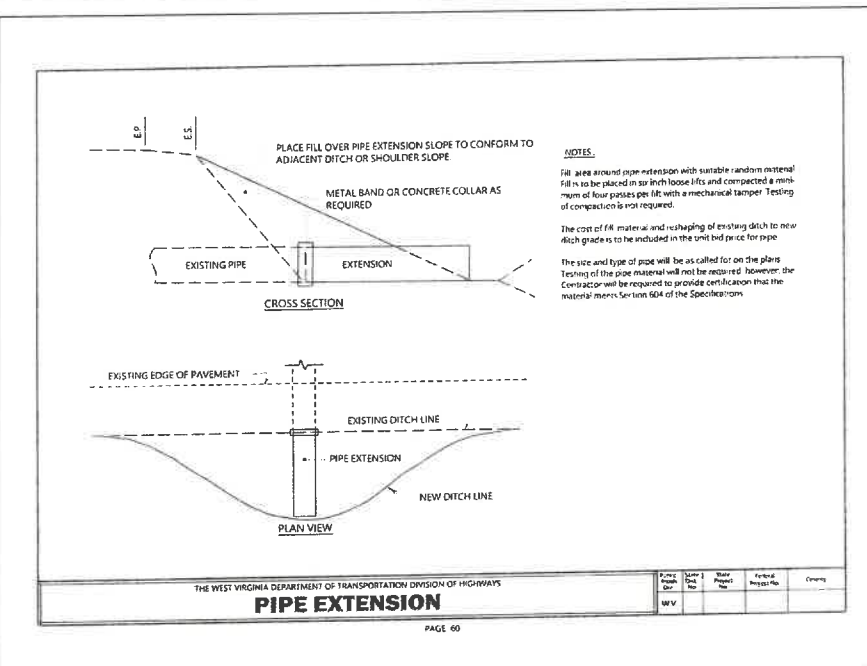 E.P.
E.S.
PLACE FILL OVER PIPE EXTENSION SLOPE TO CONFORM TO
ADJACENT DITCH OR SHOULDER SLOPE
METAL BAND OR CONCRETE COLLAR AS
REQUIRED
EXISTING PIPE
EXTENSION
CROSS SECTION
NOTES:
Fill area around pipe extension with suitable random material
Fill is to be placed in six inch loose lifts and compacted a mini-
mum of four passes per lift with a mechanical tamper Testing
of compaction is not required.
The cost of fill material and reshaping of existing ditch to new
ditch grade is to be included in the unit bid price for pipe
The size and type of pipe will be as called for on the plans
Testing of the pipe material will not be required however, the
Contractor will be required to provide certification that the
material meets Section 604 of the Specifications
EXISTING EDGE OF PAVEMENT
EXISTING DITCH LINE
PIPE EXTENSION
NEW DITCH LINE
PLAN VIEW
THE WEST VIRGINIA DEPARTMENT OF TRANSPORTATION DIVISION OF HIGHWAYS
PIPE EXTENSION
State
Project
No
Federal
Project No
County
WV
PAGE 60